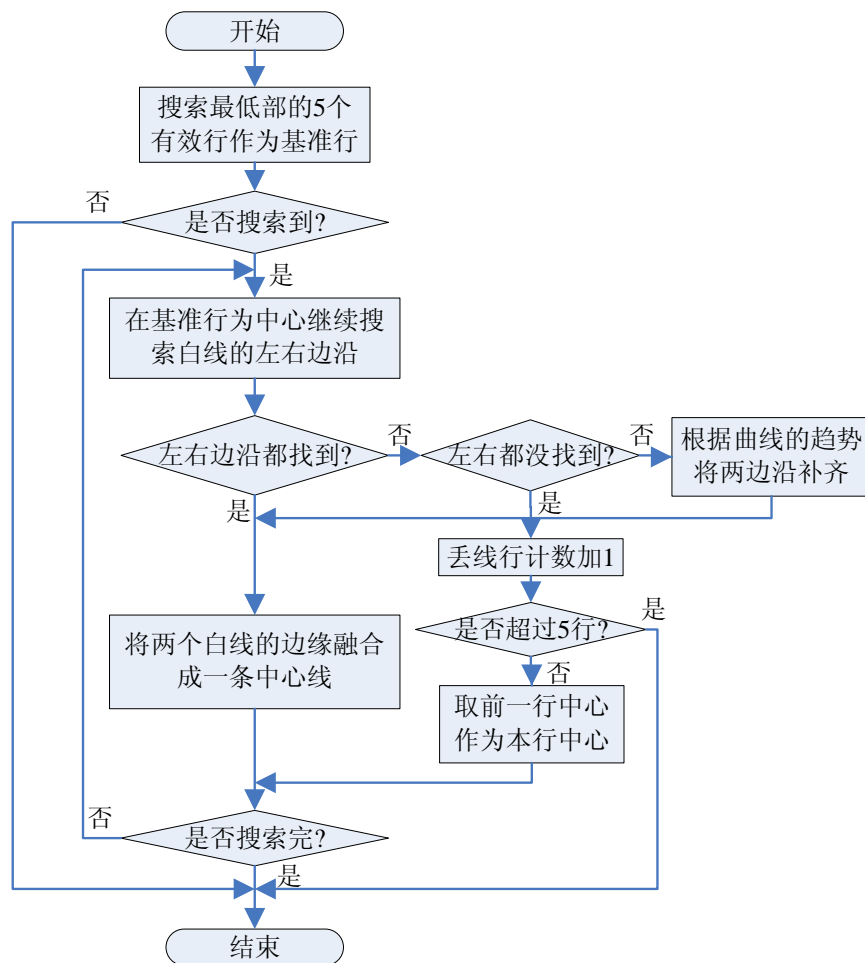 开始
搜索最低部的5个
有效行作为基准行
否
是否搜索到?
是
在基准行为中心继续搜
索白线的左右边沿
左右边沿都找到?
否
左右都没找到?
否
根据曲线的趋势
将两边沿补齐
是
是
丢线行计数加1
是否超过5行?
是
将两个白线的边缘融合
成一条中心线
否
取前一行中心
作为本行中心
否
是否搜索完?
是
结束